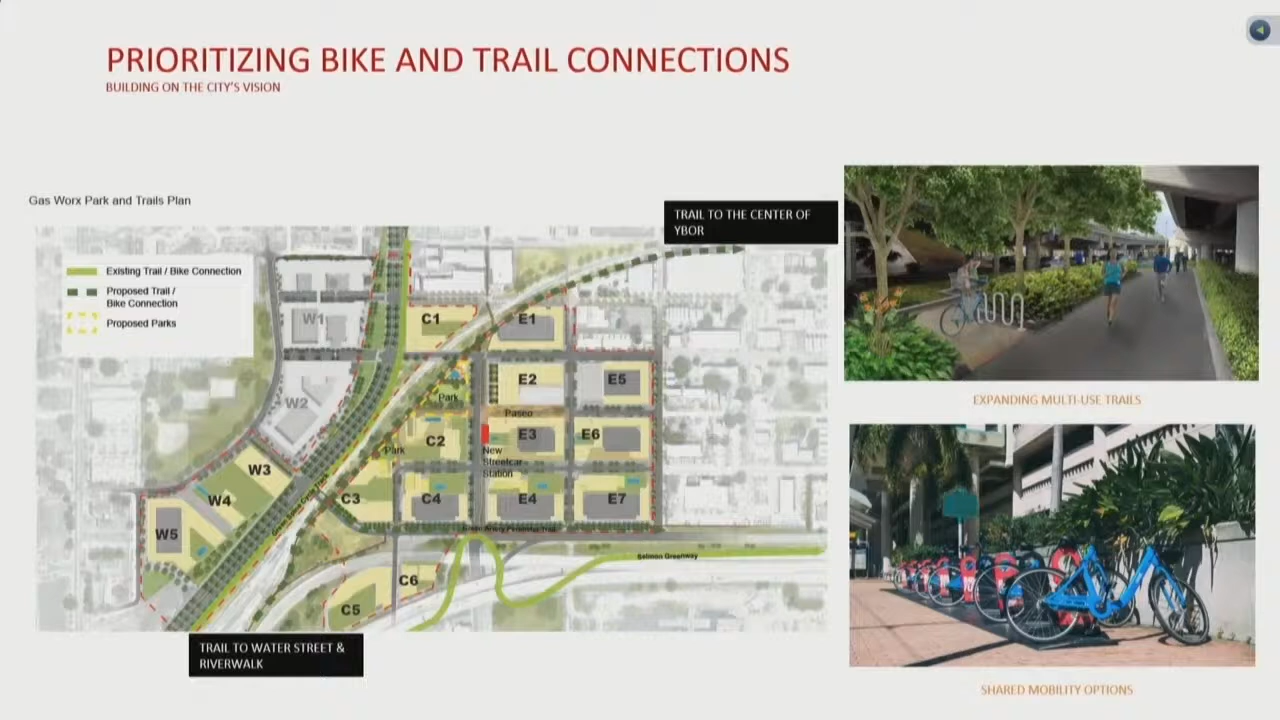 PRIORITIZING BIKE AND TRAIL CONNECTIONS
BUILDING ON THE CITY'S VISION
Gas Worx Park and Trails Plan
TRAIL TO THE CENTER OF
YBOR
Existing Trail / Bike Connection
Proposed Trail /
Bike Connection
Proposed Parks
W1
C1
E1
W2
E2
E5
Park
Paseo
C2
E3
E6
Park
New
Streetcar
Station
W3
W4
C3
C4
E4
E7
W5
Selmon Greenway
C6
C5
TRAIL TO WATER STREET &
RIVERWALK
EXPANDING MULTI-USE TRAILS
SHARED MOBILITY OPTIONS